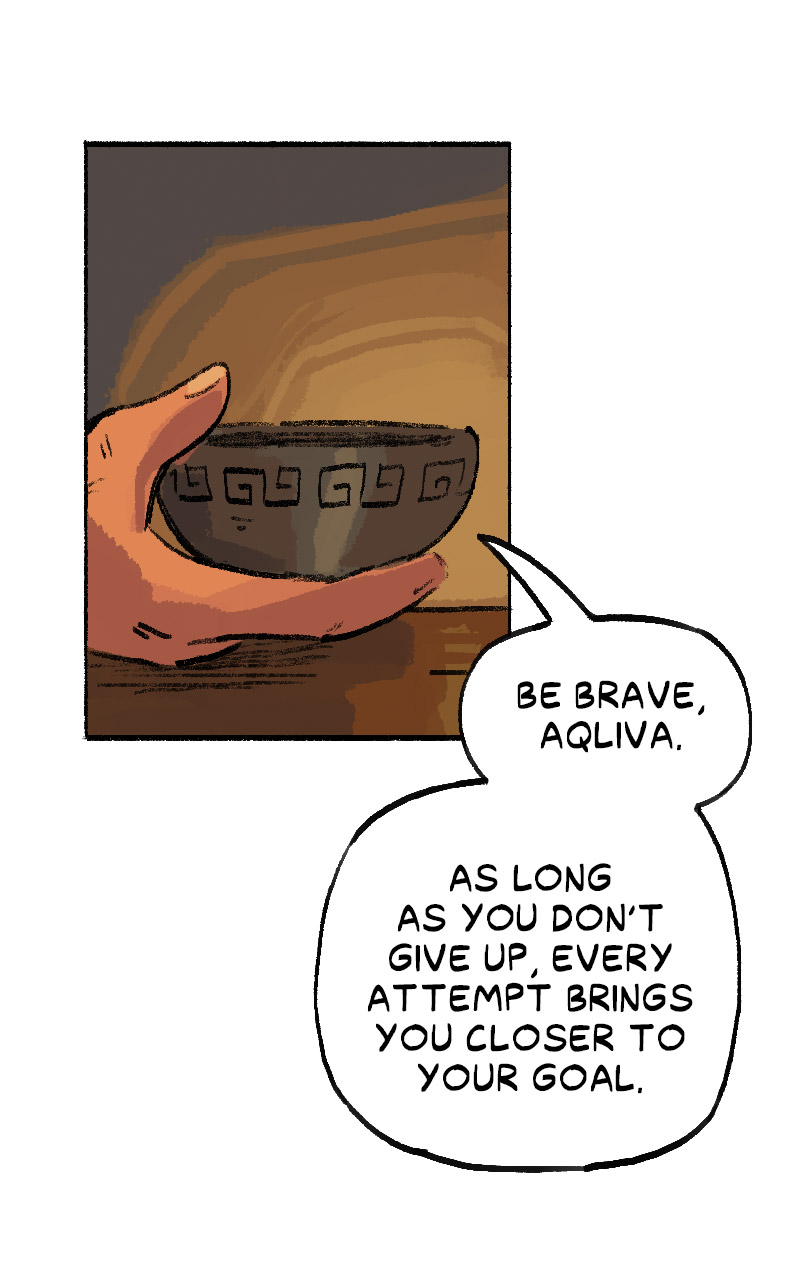 BE BRAVE,
AQLIVA.
AS LONG
AS YOU DON'T
GIVE UP, EVERY
ATTEMPT BRINGS
YOU CLOSER TO
YOUR GOAL.